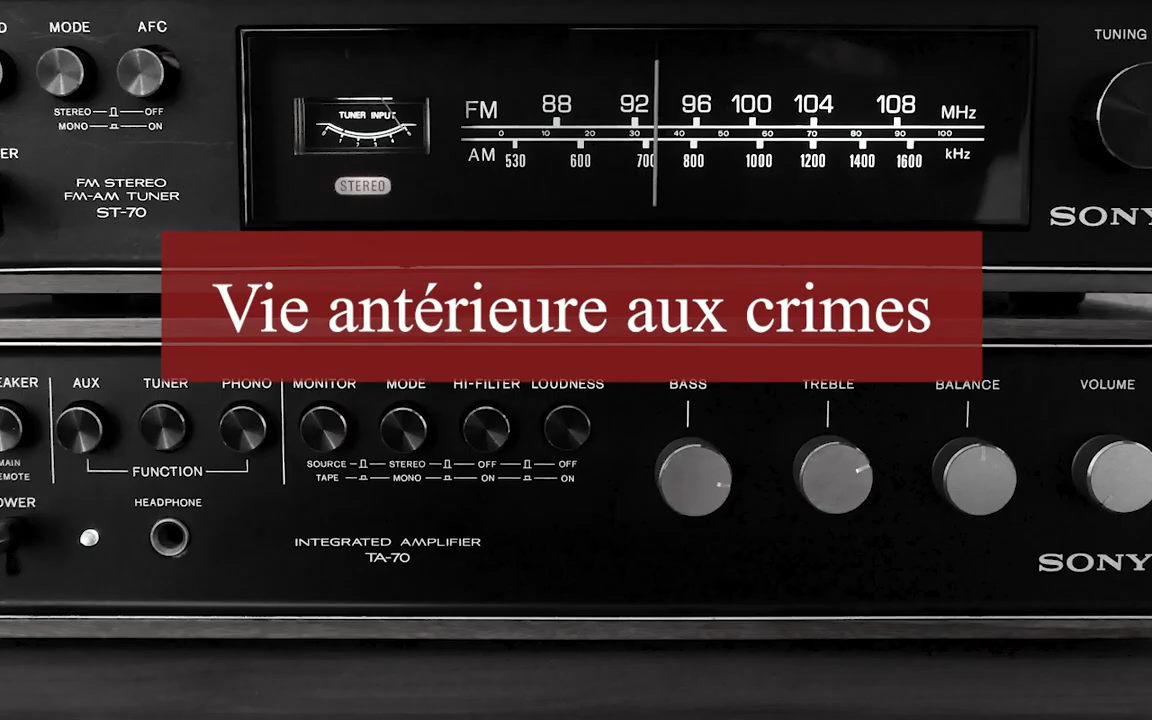 MODE AFC
STEREO OFF
MONO ON
FM STEREO
FM-AM TUNER
ST-70
TUNER INPUT
STEREO
FM 88 92 96 100 104 108 MHz
0 10 20 30 40 50 60 70 80 90 100
AM 530 600 700 800 1000 1200 1400 1600 kHz
TUNING
SONY
Vie antérieure aux crimes
AUX TUNER PHONO MONITOR MODE HI-FILTER LOUDNESS BASS TREBLE BALANCE VOLUME
SOURCE STEREO OFF OFF
TAPE MONO ON ON
FUNCTION
HEADPHONE
INTEGRATED AMPLIFIER
TA-70
SONY